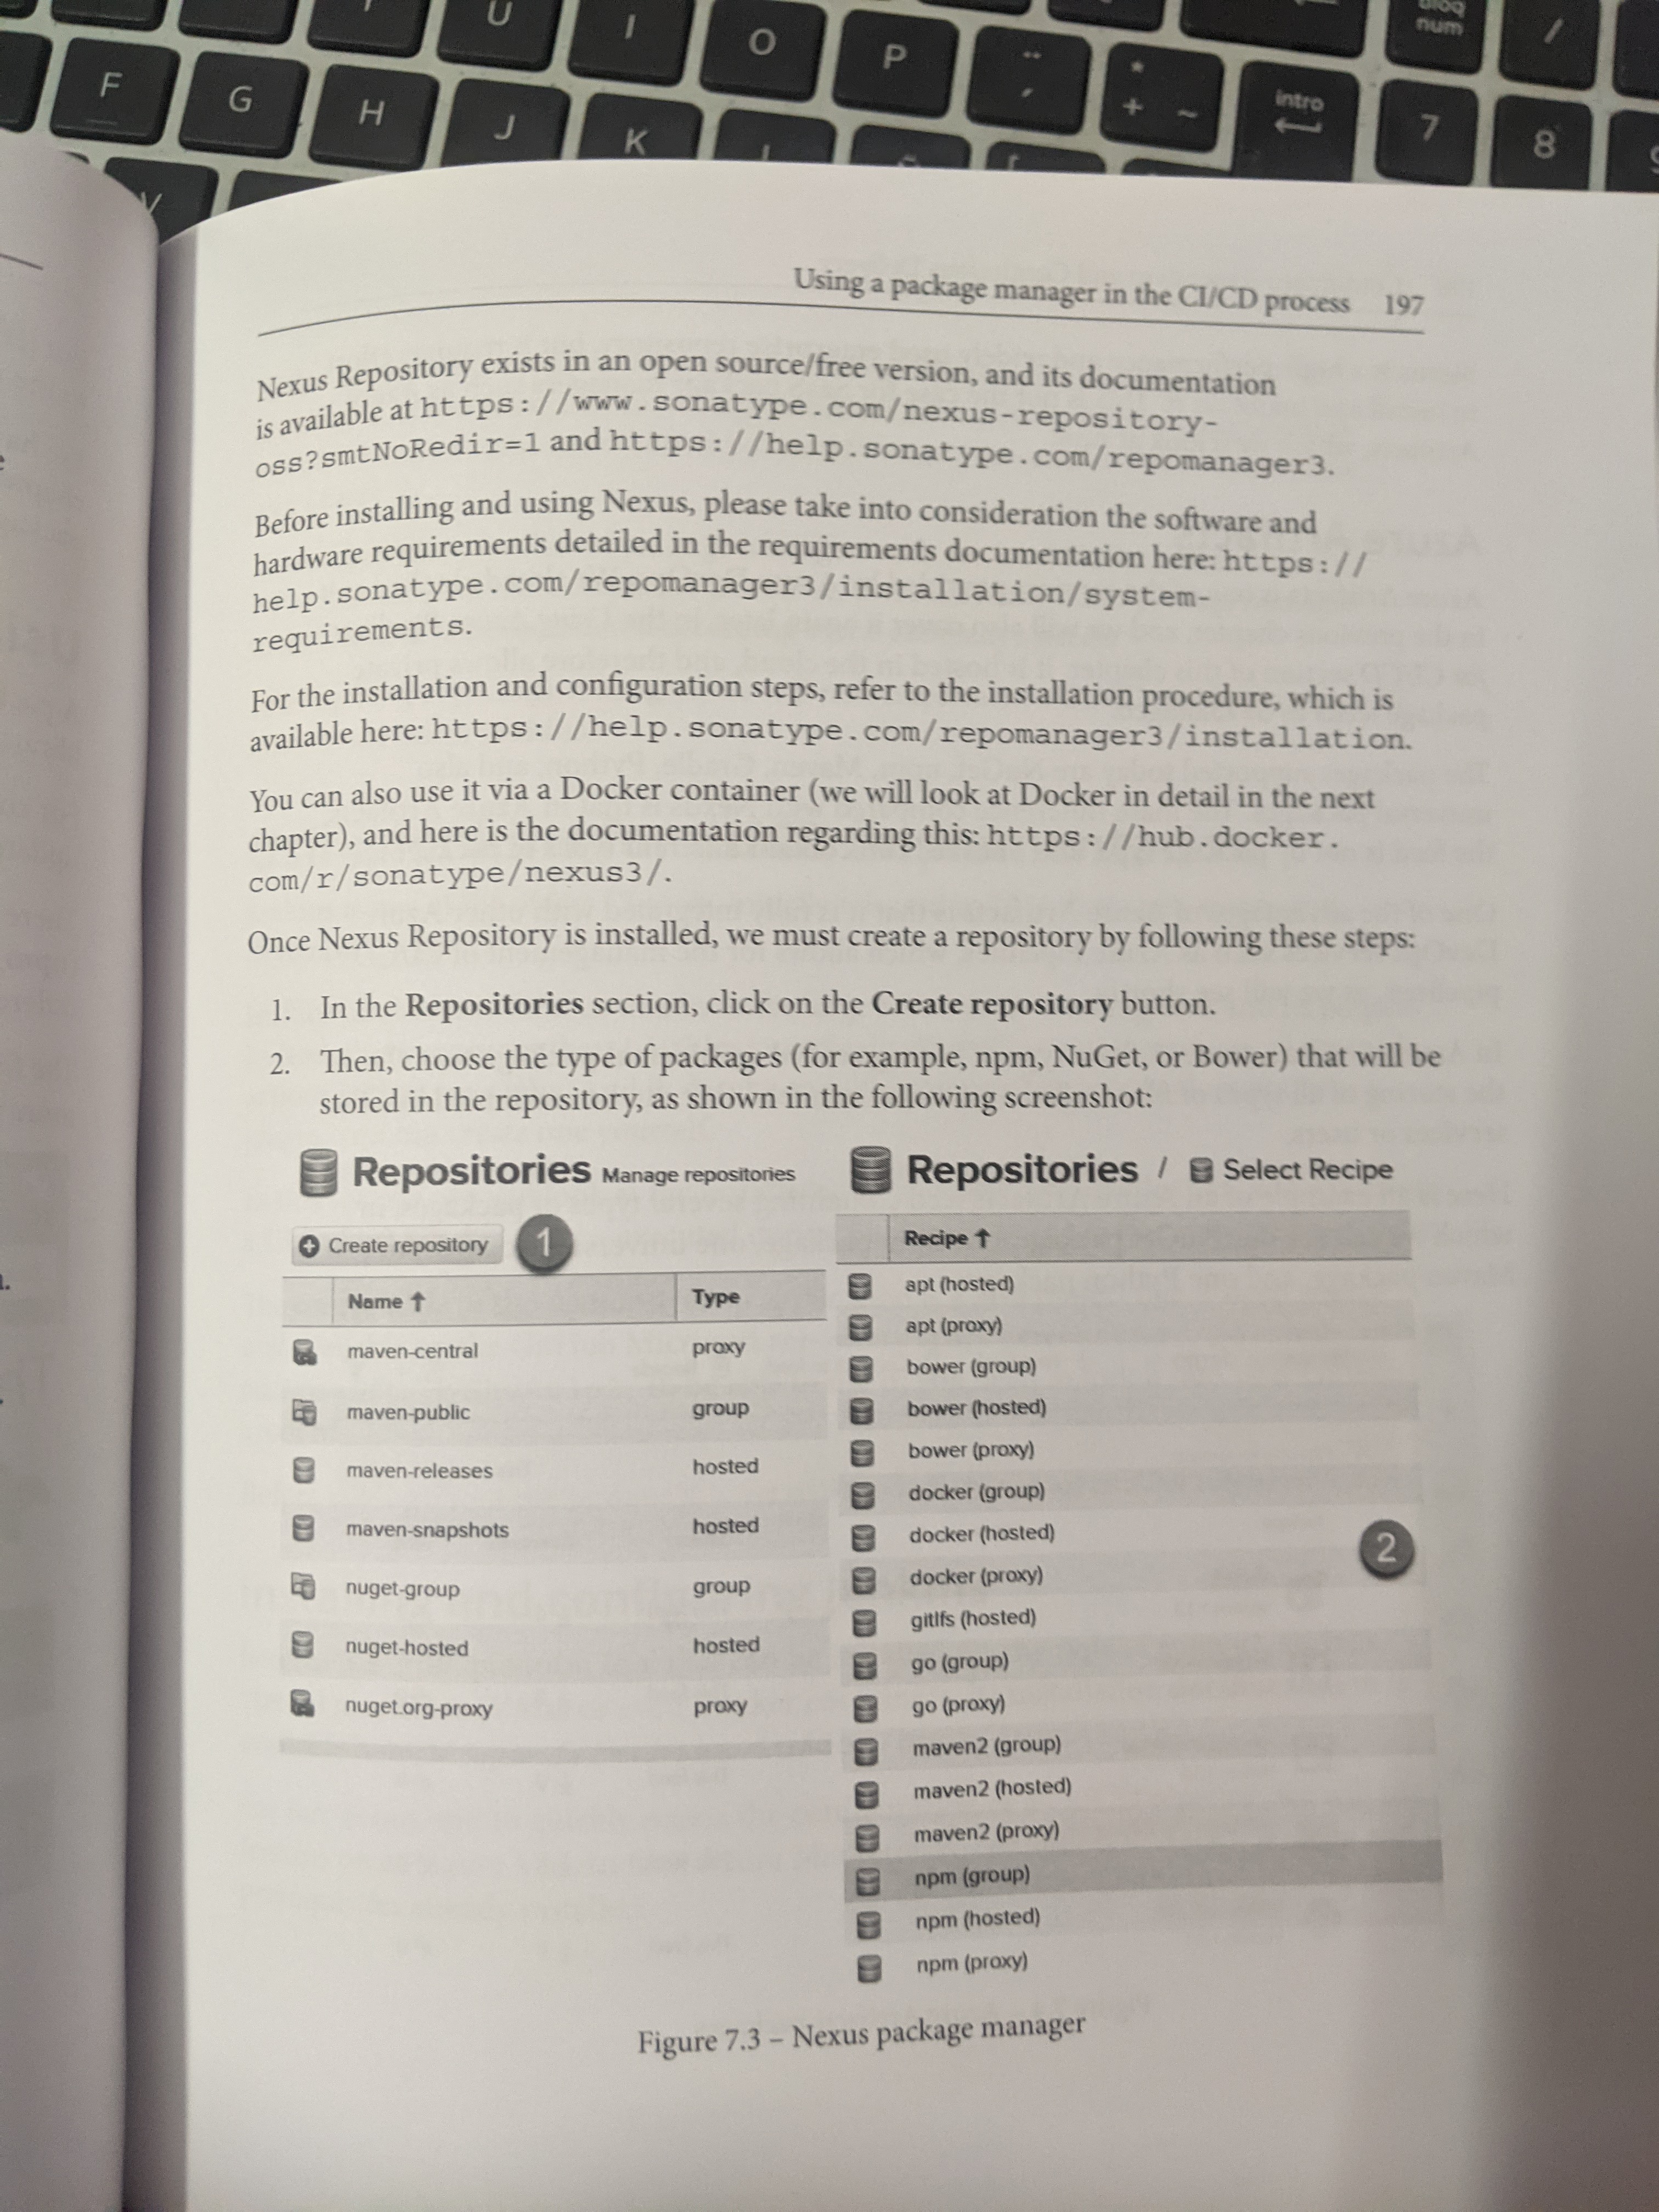 U
I
O
P
*
+ ~
Bloq
num
/
F
G
H
J
K
intro
7
8
V
Using a package manager in the CI/CD process 197
Nexus Repository exists in an open source/free version, and its documentation
is available at https://www.sonatype.com/nexus-repository-
oss?smtNoRedir=1 and https://help.sonatype.com/repomanager3.
Before installing and using Nexus, please take into consideration the software and
hardware requirements detailed in the requirements documentation here: https://
help.sonatype.com/repomanager3/installation/system-
requirements.
For the installation and configuration steps, refer to the installation procedure, which is
available here: https://help.sonatype.com/repomanager3/installation.
You can also use it via a Docker container (we will look at Docker in detail in the next
chapter), and here is the documentation regarding this: https://hub.docker.
com/r/sonatype/nexus3/.
Once Nexus Repository is installed, we must create a repository by following these steps:
1. In the Repositories section, click on the Create repository button.
2. Then, choose the type of packages (for example, npm, NuGet, or Bower) that will be
stored in the repository, as shown in the following screenshot:
Repositories Manage repositories
Create repository 1
Name ↑ Type
maven-central proxy
maven-public group
maven-releases hosted
maven-snapshots hosted
nuget-group group
nuget-hosted hosted
nuget.org-proxy proxy
Repositories / Select Recipe
Recipe ↑
apt (hosted)
apt (proxy)
bower (group)
bower (hosted)
bower (proxy)
docker (group)
docker (hosted)
2
docker (proxy)
gitlfs (hosted)
go (group)
go (proxy)
maven2 (group)
maven2 (hosted)
maven2 (proxy)
npm (group)
npm (hosted)
npm (proxy)
Figure 7.3 – Nexus package manager